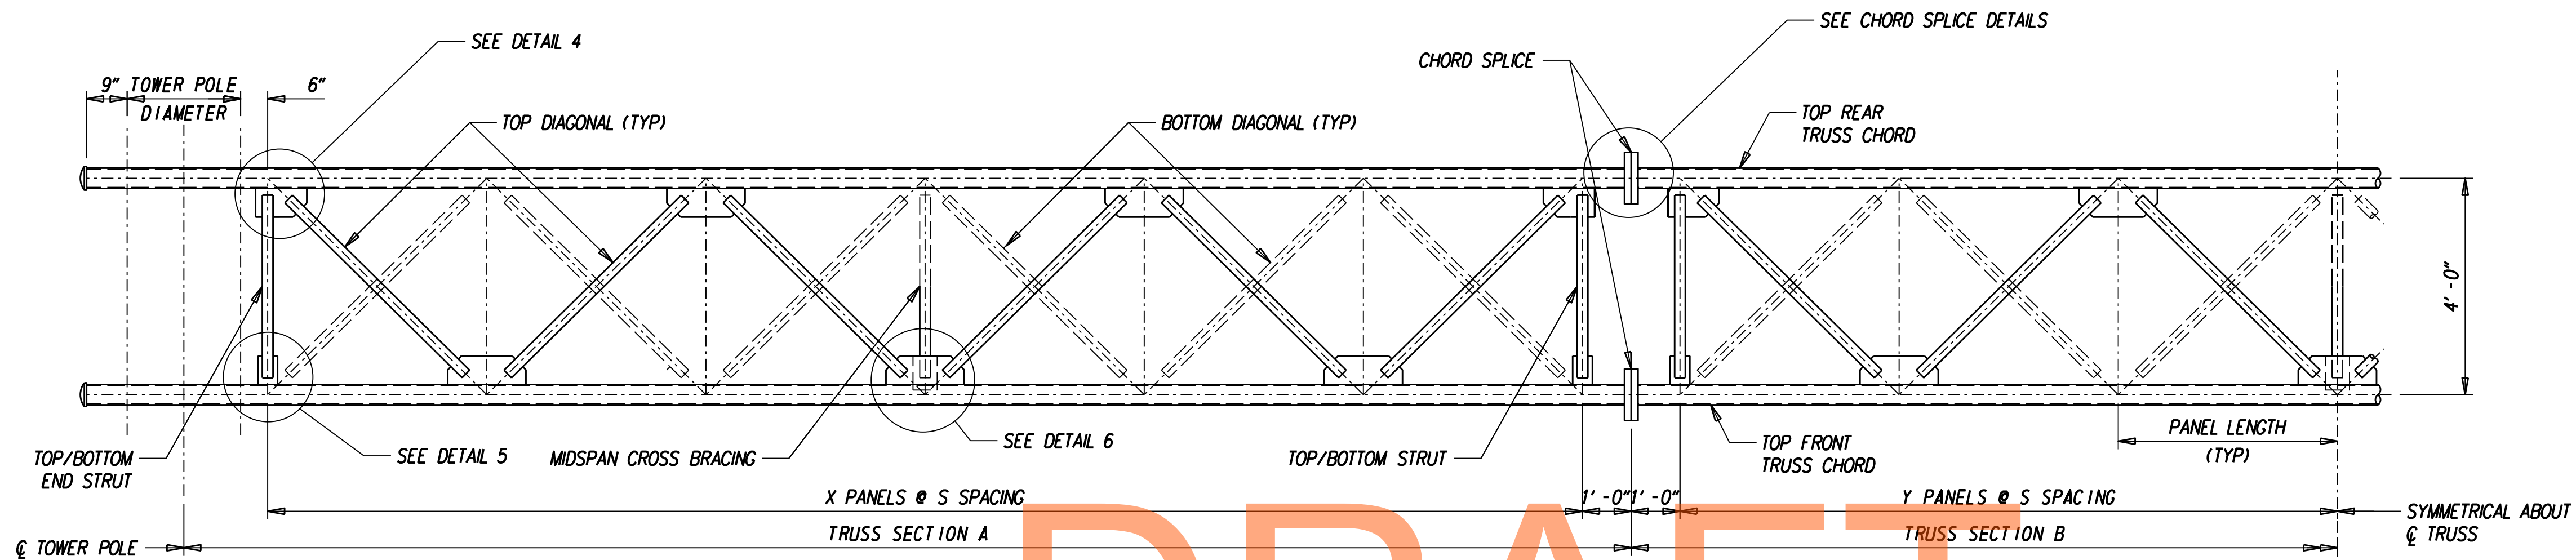 SEE CHORD SPLICE DETAILS
SEE DETAIL 4
CHORD SPLICE
9" TOWER POLE
DIAMETER
6"
TOP DIAGONAL (TYP)
BOTTOM DIAGONAL (TYP)
TOP REAR
TRUSS CHORD
4'-0"
TOP/BOTTOM
END STRUT
SEE DETAIL 5
MIDSPAN CROSS BRACING
SEE DETAIL 6
TOP/BOTTOM STRUT
TOP FRONT
TRUSS CHORD
PANEL LENGTH
(TYP)
X PANELS @ S SPACING
1'-0"
1'-0"
Y PANELS @ S SPACING
SYMMETRICAL ABOUT
℄ TRUSS
℄ TOWER POLE
TRUSS SECTION A
TRUSS SECTION B
DRAFT